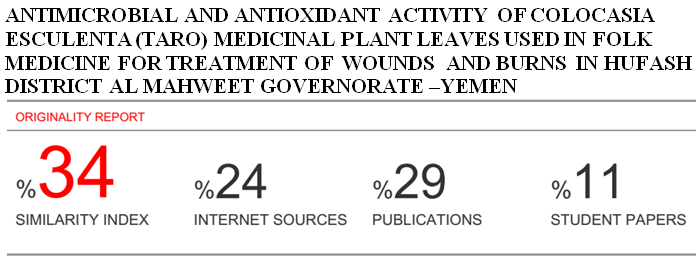 ANTIMICROBIAL AND ANTIOXIDANT ACTIVITY OF COLOCASIA
ESCULENTA (TARO) MEDICINAL PLANT LEAVES USED IN FOLK
MEDICINE FOR TREATMENT OF WOUNDS AND BURNS IN HUFASH
DISTRICT AL MAHWEET GOVERNORATE –YEMEN
ORIGINALITY REPORT
%34 %24 %29 %11
SIMILARITY INDEX INTERNET SOURCES PUBLICATIONS STUDENT PAPERS